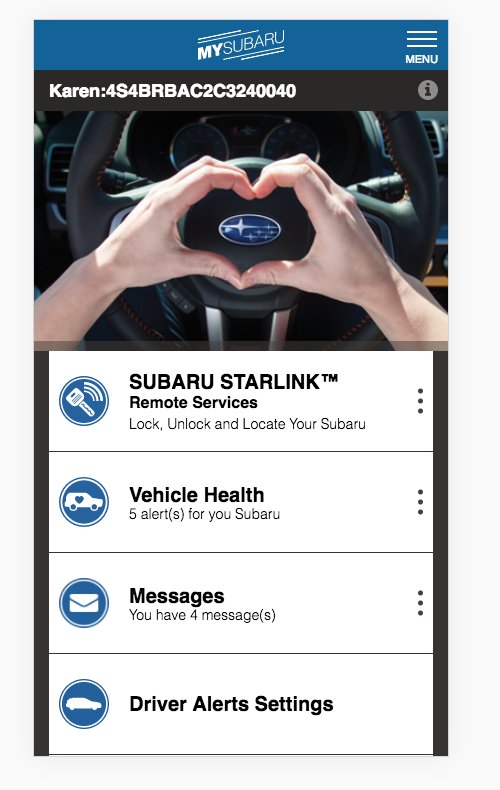 MYSUBARU
MENU
Karen:4S4BRBAC2C3240040
SUBARU STARLINK™
Remote Services
Lock, Unlock and Locate Your Subaru
Vehicle Health
5 alert(s) for you Subaru
Messages
You have 4 message(s)
Driver Alerts Settings